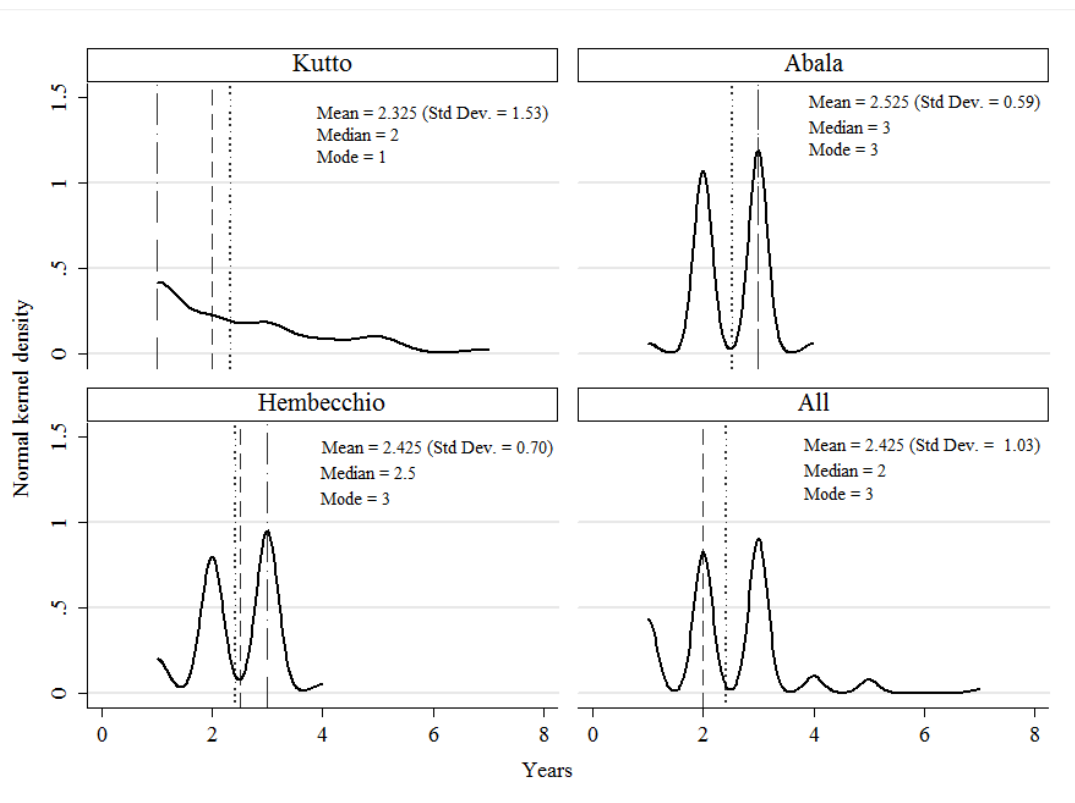 Kutto
Mean = 2.325 (Std Dev. = 1.53)
Median = 2
Mode = 1
Abala
Mean = 2.525 (Std Dev. = 0.59)
Median = 3
Mode = 3
1.5
1
.5
0
Normal kernel density
Hembecchio
Mean = 2.425 (Std Dev. = 0.70)
Median = 2.5
Mode = 3
All
Mean = 2.425 (Std Dev. =  1.03)
Median = 2
Mode = 3
1.5
1
.5
0
0 2 4 6 8
0 2 4 6 8
Years